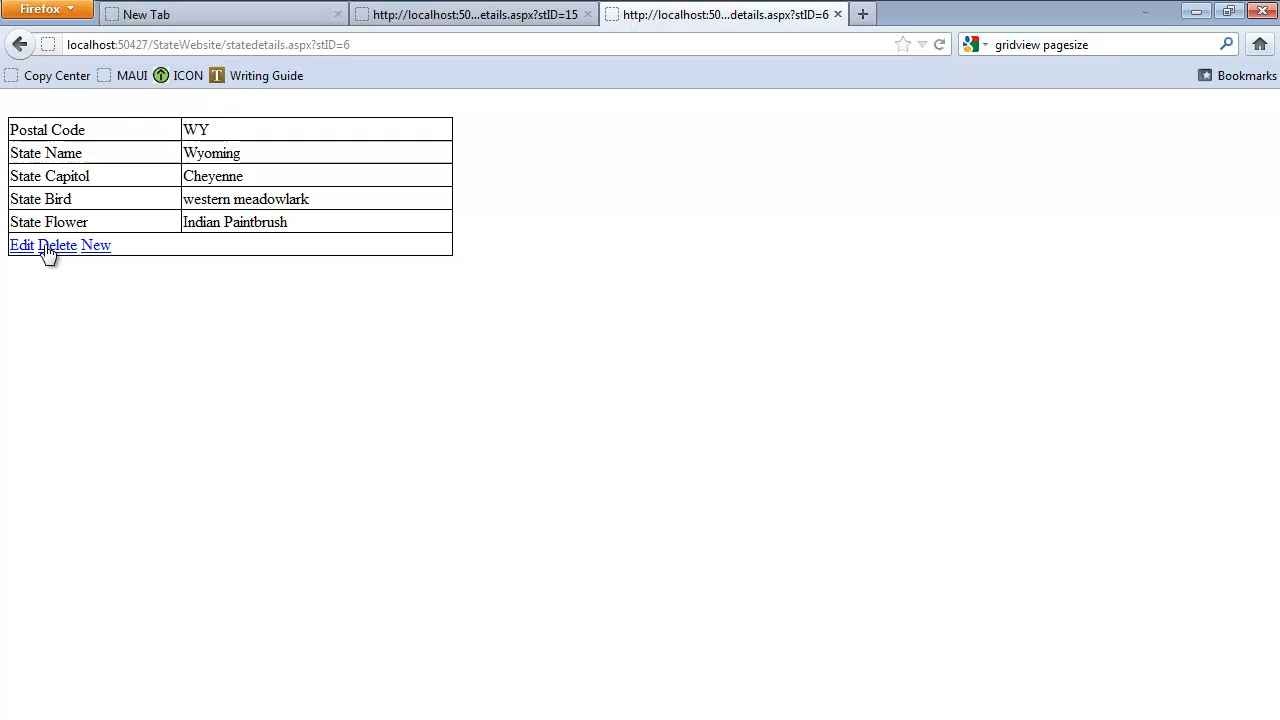 Firefox
New Tab
http://localhost:50...etails.aspx?stID=15
http://localhost:50...details.aspx?stID=6
localhost:50427/StateWebsite/statedetails.aspx?stID=6
gridview pagesize
Copy Center
MAUI
ICON
T
Writing Guide
Bookmarks
Postal Code WY
State Name Wyoming
State Capitol Cheyenne
State Bird western meadowlark
State Flower Indian Paintbrush
Edit Delete New